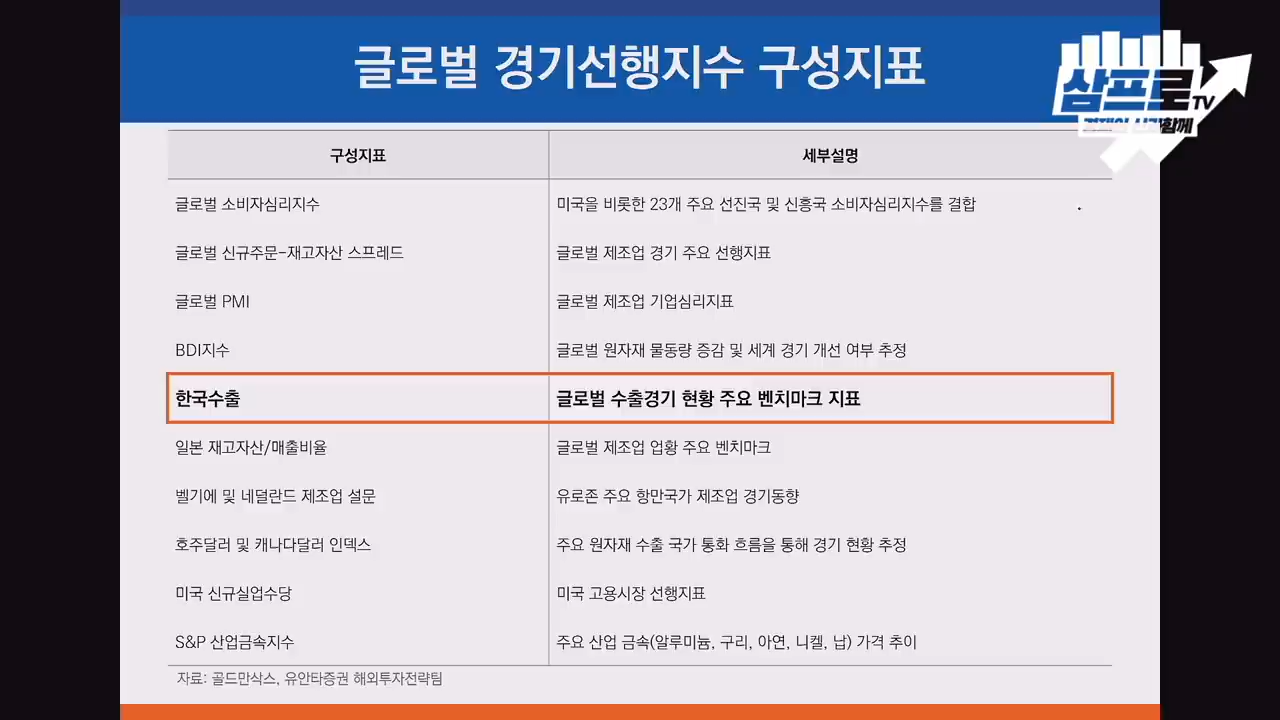 글로벌 경기선행지수 구성지표
삼프로TV
경제의 신과함께
구성지표 세부설명
글로벌 소비자심리지수 미국을 비롯한 23개 주요 선진국 및 신흥국 소비자심리지수를 결합
글로벌 신규주문-재고자산 스프레드 글로벌 제조업 경기 주요 선행지표
글로벌 PMI 글로벌 제조업 기업심리지표
BDI지수 글로벌 원자재 물동량 증감 및 세계 경기 개선 여부 추정
한국수출 글로벌 수출경기 현황 주요 벤치마크 지표
일본 재고자산/매출비율 글로벌 제조업 업황 주요 벤치마크
벨기에 및 네덜란드 제조업 설문 유로존 주요 항만국가 제조업 경기동향
호주달러 및 캐나다달러 인덱스 주요 원자재 수출 국가 통화 흐름을 통해 경기 현황 추정
미국 신규실업수당 미국 고용시장 선행지표
S&P 산업금속지수 주요 산업 금속(알루미늄, 구리, 아연, 니켈, 납) 가격 추이
자료: 골드만삭스, 유안타증권 해외투자전략팀